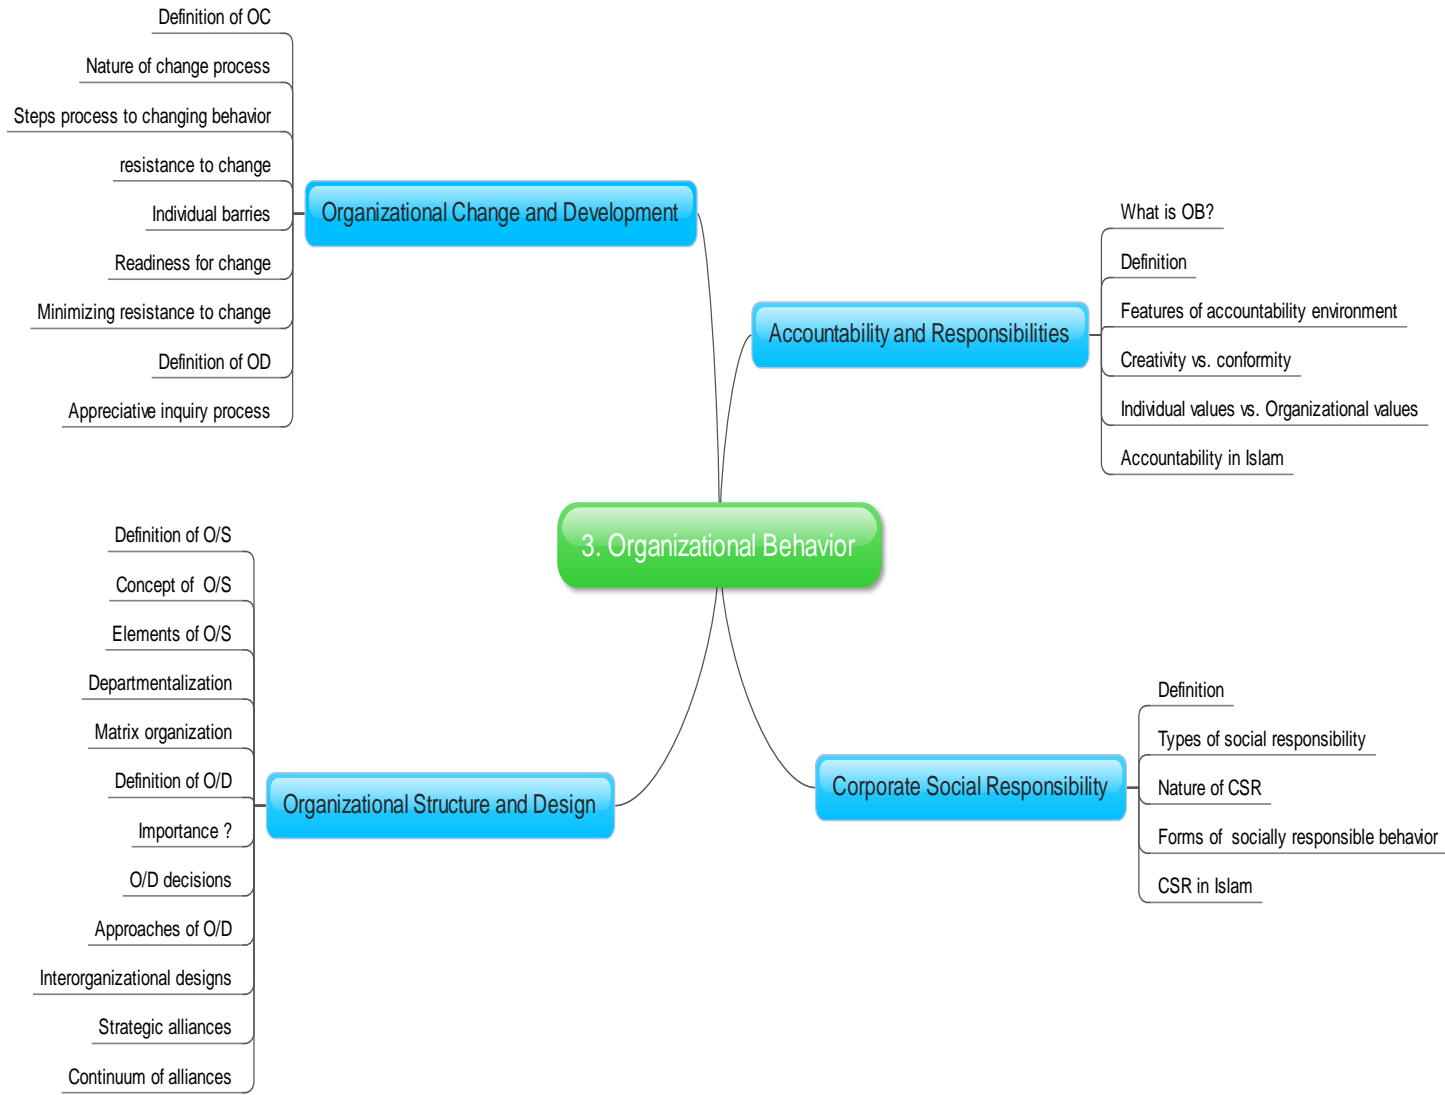 3. Organizational Behavior
Accountability and Responsibilities
What is OB?
Definition
Features of accountability environment
Creativity vs. conformity
Individual values vs. Organizational values
Accountability in Islam
Corporate Social Responsibility
Definition
Types of social responsibility
Nature of CSR
Forms of  socially responsible behavior
CSR in Islam
Organizational Structure and Design
Definition of O/S
Concept of  O/S
Elements of O/S
Departmentalization
Matrix organization
Definition of O/D
Importance ?
O/D decisions
Approaches of O/D
Interorganizational designs
Strategic alliances
Continuum of alliances
Organizational Change and Development
Definition of OC
Nature of change process
Steps process to changing behavior
resistance to change
Individual barries
Readiness for change
Minimizing resistance to change
Definition of OD
Appreciative inquiry process